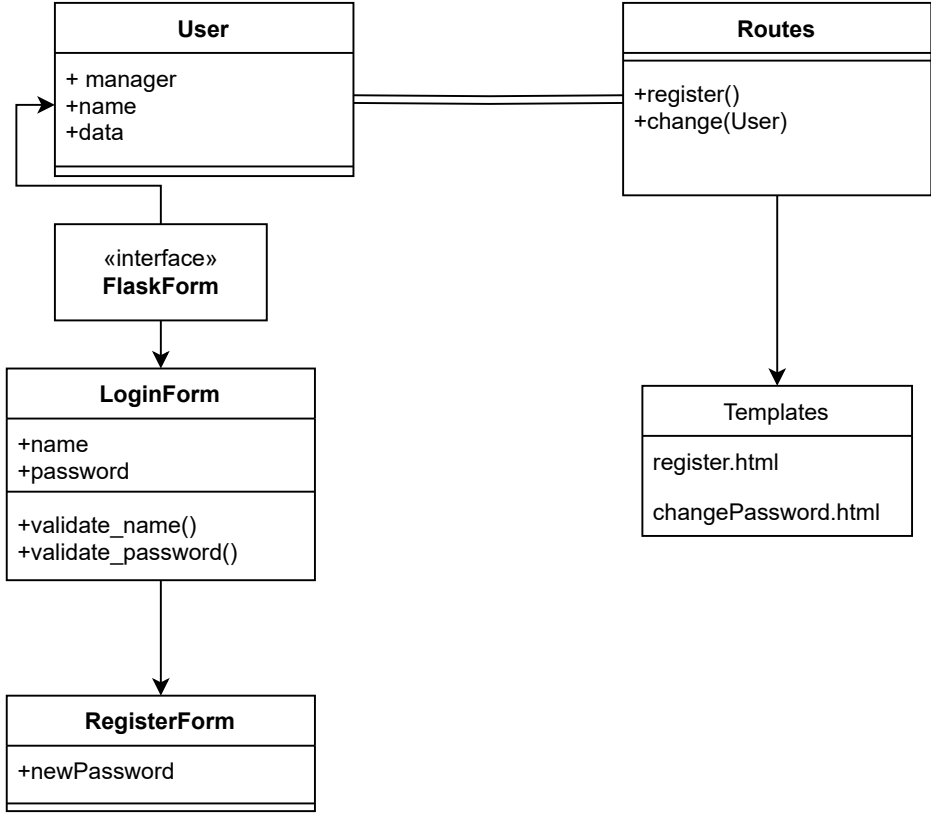 User
+ manager
+name
+data
Routes
+register()
+change(User)
«interface»
FlaskForm
LoginForm
+name
+password
+validate_name()
+validate_password()
Templates
register.html
changePassword.html
RegisterForm
+newPassword